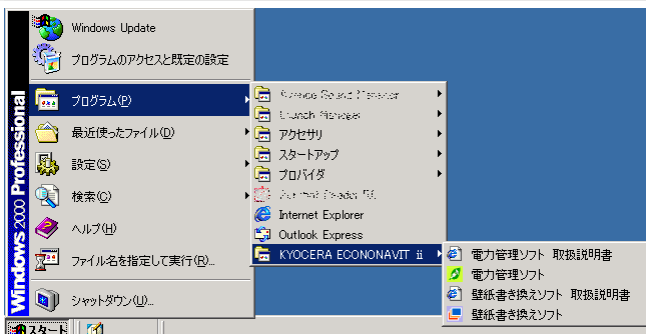 Windows Update
プログラムのアクセスと既定の設定
プログラム(P)
最近使ったファイル(D)
設定(S)
検索(C)
ヘルプ(H)
ファイル名を指定して実行(R)...
シャットダウン(U)...
Windows 2000 Professional
アクセサリ
スタートアップ
プロバイダ
Internet Explorer
Outlook Express
KYOCERA ECONONAVIT ii
電力管理ソフト 取扱説明書
電力管理ソフト
壁紙書き換えソフト 取扱説明書
壁紙書き換えソフト
スタート